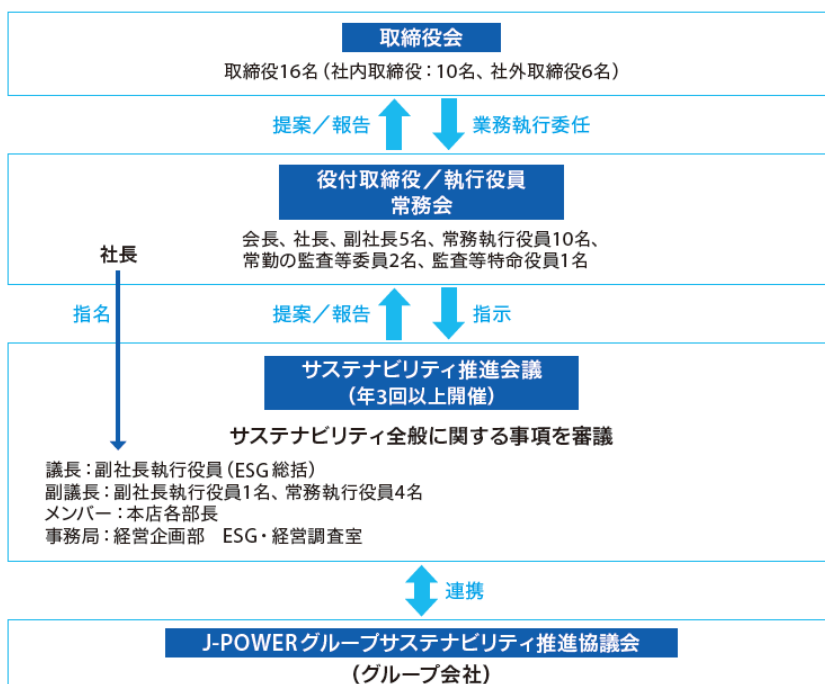 取締役会
取締役16名（社内取締役：10名、社外取締役6名）
提案／報告
業務執行委任
役付取締役／執行役員
常務会
会長、社長、副社長5名、常務執行役員10名、
常勤の監査等委員2名、監査等特命役員1名
社長
指名
提案／報告
指示
サステナビリティ推進会議
（年3回以上開催）
サステナビリティ全般に関する事項を審議
議長：副社長執行役員（ESG総括）
副議長：副社長執行役員1名、常務執行役員4名
メンバー：本店各部長
事務局：経営企画部　ESG・経営調査室
連携
J-POWERグループサステナビリティ推進協議会
（グループ会社）